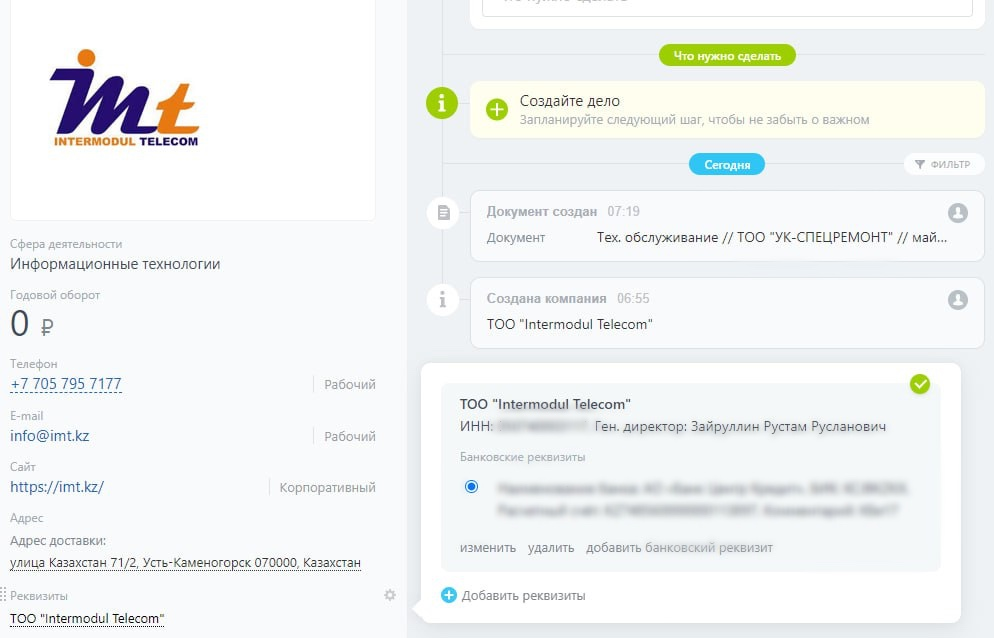 imt
INTERMODUL TELECOM
Сфера деятельности
Информационные технологии
Годовой оборот
0 ₽
Телефон
+7 705 795 7177 Рабочий
E-mail
info@imt.kz Рабочий
Сайт
https://imt.kz/ Корпоративный
Адрес
Адрес доставки:
улица Казахстан 71/2, Усть-Каменогорск 070000, Казахстан
Реквизиты
ТОО "Intermodul Telecom"
Что нужно сделать
Создайте дело
Запланируйте следующий шаг, чтобы не забыть о важном
Сегодня
ФИЛЬТР
Документ создан 07:19
Документ Тех. обслуживание // ТОО "УК-СПЕЦРЕМОНТ" // май...
Создана компания 06:55
ТОО "Intermodul Telecom"
ТОО "Intermodul Telecom"
ИНН: Ген. директор: Зайруллин Рустам Русланович
Банковские реквизиты
изменить удалить добавить банковский реквизит
Добавить реквизиты